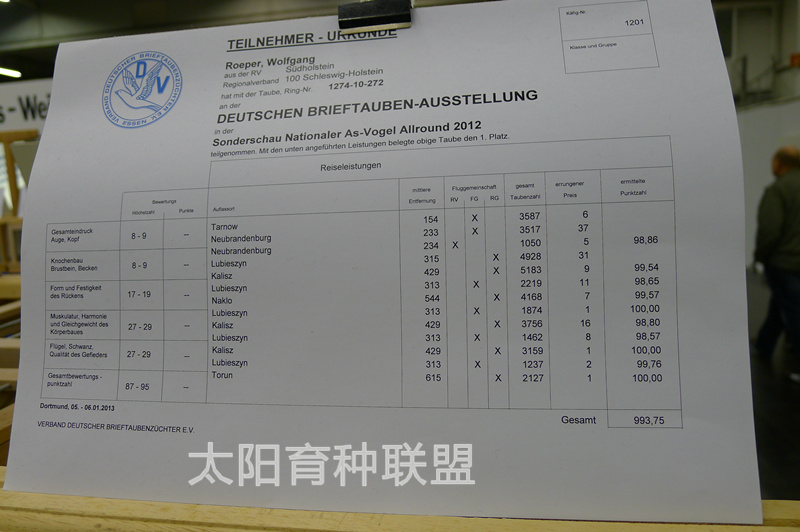 s - Wei
TEILNEHMER - URKUNDE
Käfig-Nr.
1201
Klasse und Gruppe
VERBAND DEUTSCHER BRIEFTAUBENZÜCHTER E.V. ESSEN
D V
Roeper, Wolfgang
aus der RV Südholstein
Regionalverband 100 Schleswig-Holstein
hat mit der Taube, Ring-Nr. 1274-10-272
an der
DEUTSCHEN BRIEFTAUBEN-AUSSTELLUNG
in der
Sonderschau Nationaler As-Vogel Allround 2012
teilgenommen. Mit den unten angeführten Leistungen belegte obige Taube den 1. Platz.
Reiseleistungen
Bewertungs
Höchstzahl Punkte Auflassort mittlere Entfernung Fluggemeinschaft RV FG RG gesamt Taubenzahl errungener Preis ermittelte Punktzahl
Gesamteindruck
Auge, Kopf 8 - 9 --
Knochenbau
Brustbein, Becken 8 - 9 --
Form und Festigkeit
des Rückens 17 - 19 --
Muskulatur, Harmonie
und Gleichgewicht des
Körperbaues 27 - 29 --
Flügel, Schwanz,
Qualität des Gefieders 27 - 29 --
Gesamtbewertungs -
punktzahl 87 - 95 --
Tarnow 154 X 3587 6
Neubrandenburg 233 X 3517 37
Neubrandenburg 234 X 1050 5 98,86
Lubieszyn 315 X 4928 31
Kalisz 429 X 5183 9 99,54
Lubieszyn 313 X 2219 11 98,65
Naklo 544 X 4168 7 99,57
Lubieszyn 313 X 1874 1 100,00
Kalisz 429 X 3756 16 98,80
Lubieszyn 313 X 1462 8 98,57
Kalisz 429 X 3159 1 100,00
Lubieszyn 313 X 1237 2 99,76
Torun 615 X 2127 1 100,00
Gesamt 993,75
Dortmund, 05. - 06.01.2013
VERBAND DEUTSCHER BRIEFTAUBENZÜCHTER E.V.
太阳育种联盟